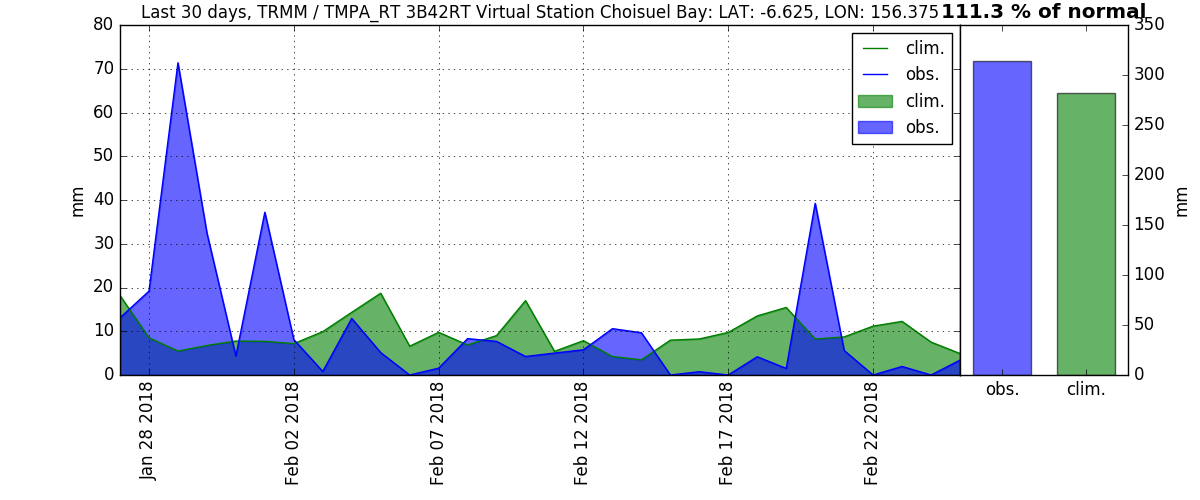 Last 30 days, TRMM / TMPA_RT 3B42RT Virtual Station Choisuel Bay: LAT: -6.625, LON: 156.375
111.3 % of normal
80
70
60
50
40
30
20
10
0
mm
clim.
obs.
clim.
obs.
350
300
250
200
150
100
50
0
mm
Jan 28 2018
Feb 02 2018
Feb 07 2018
Feb 12 2018
Feb 17 2018
Feb 22 2018
obs.
clim.